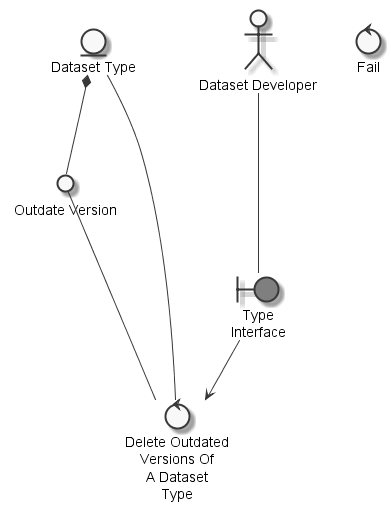 Dataset Type
Dataset Developer
Fail
Outdate Version
Type
Interface
Delete Outdated
Versions Of
A Dataset
Type